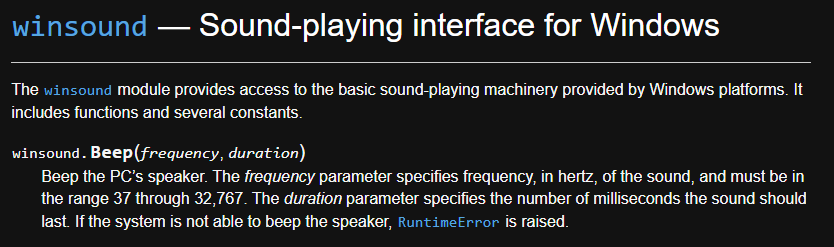 winsound — Sound-playing interface for Windows
The winsound module provides access to the basic sound-playing machinery provided by Windows platforms. It
includes functions and several constants.
winsound.Beep(frequency, duration)
Beep the PC’s speaker. The frequency parameter specifies frequency, in hertz, of the sound, and must be in
the range 37 through 32,767. The duration parameter specifies the number of milliseconds the sound should
last. If the system is not able to beep the speaker, RuntimeError is raised.